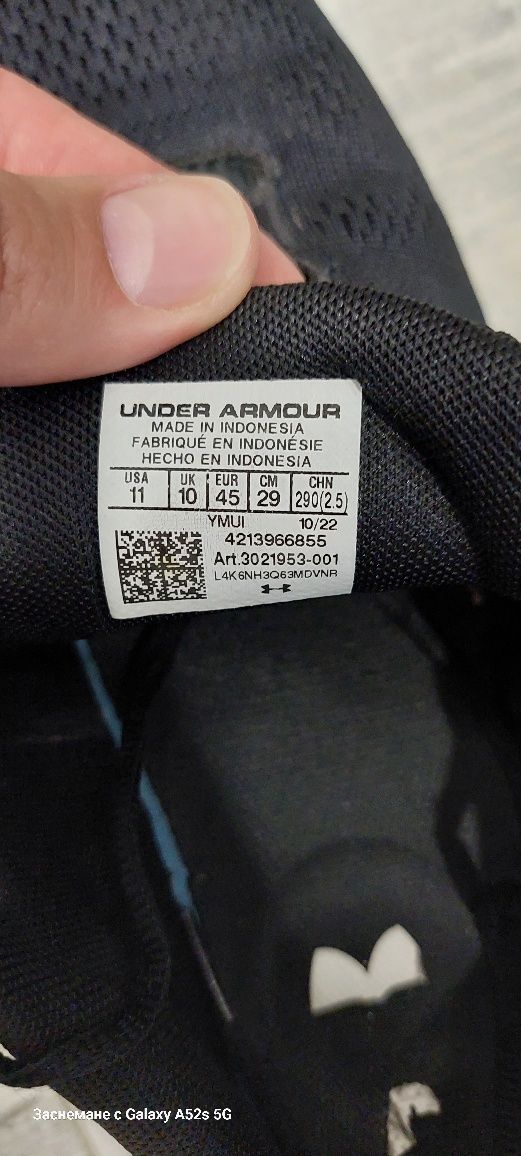 UNDER ARMOUR
MADE IN INDONESIA
FABRIQUÉ EN INDONÉSIE
HECHO EN INDONESIA
USA UK EUR CM CHN
11 10 45 29 290(2.5)
YMUI 10/22
4213966855
Art.3021953-001
L4K6NH3Q63MDVNR
Заснемане с Galaxy A52s 5G